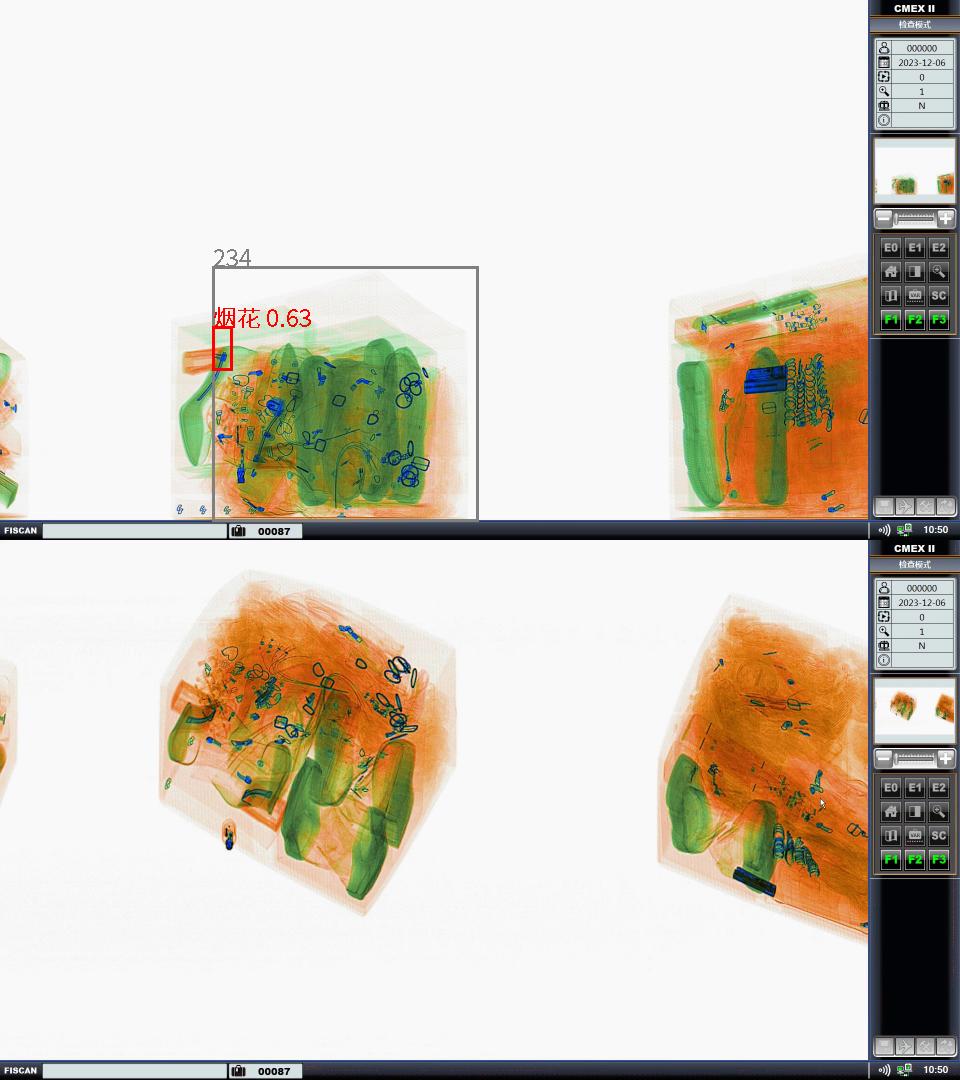 CMEX II
检查模式
000000
2023-12-06
0
1
N
E0 E1 E2
VAR SC
F1 F2 F3
234
烟花 0.63
FISCAN
00087
10:50
CMEX II
检查模式
000000
2023-12-06
0
1
N
E0 E1 E2
VAR SC
F1 F2 F3
FISCAN
00087
10:50